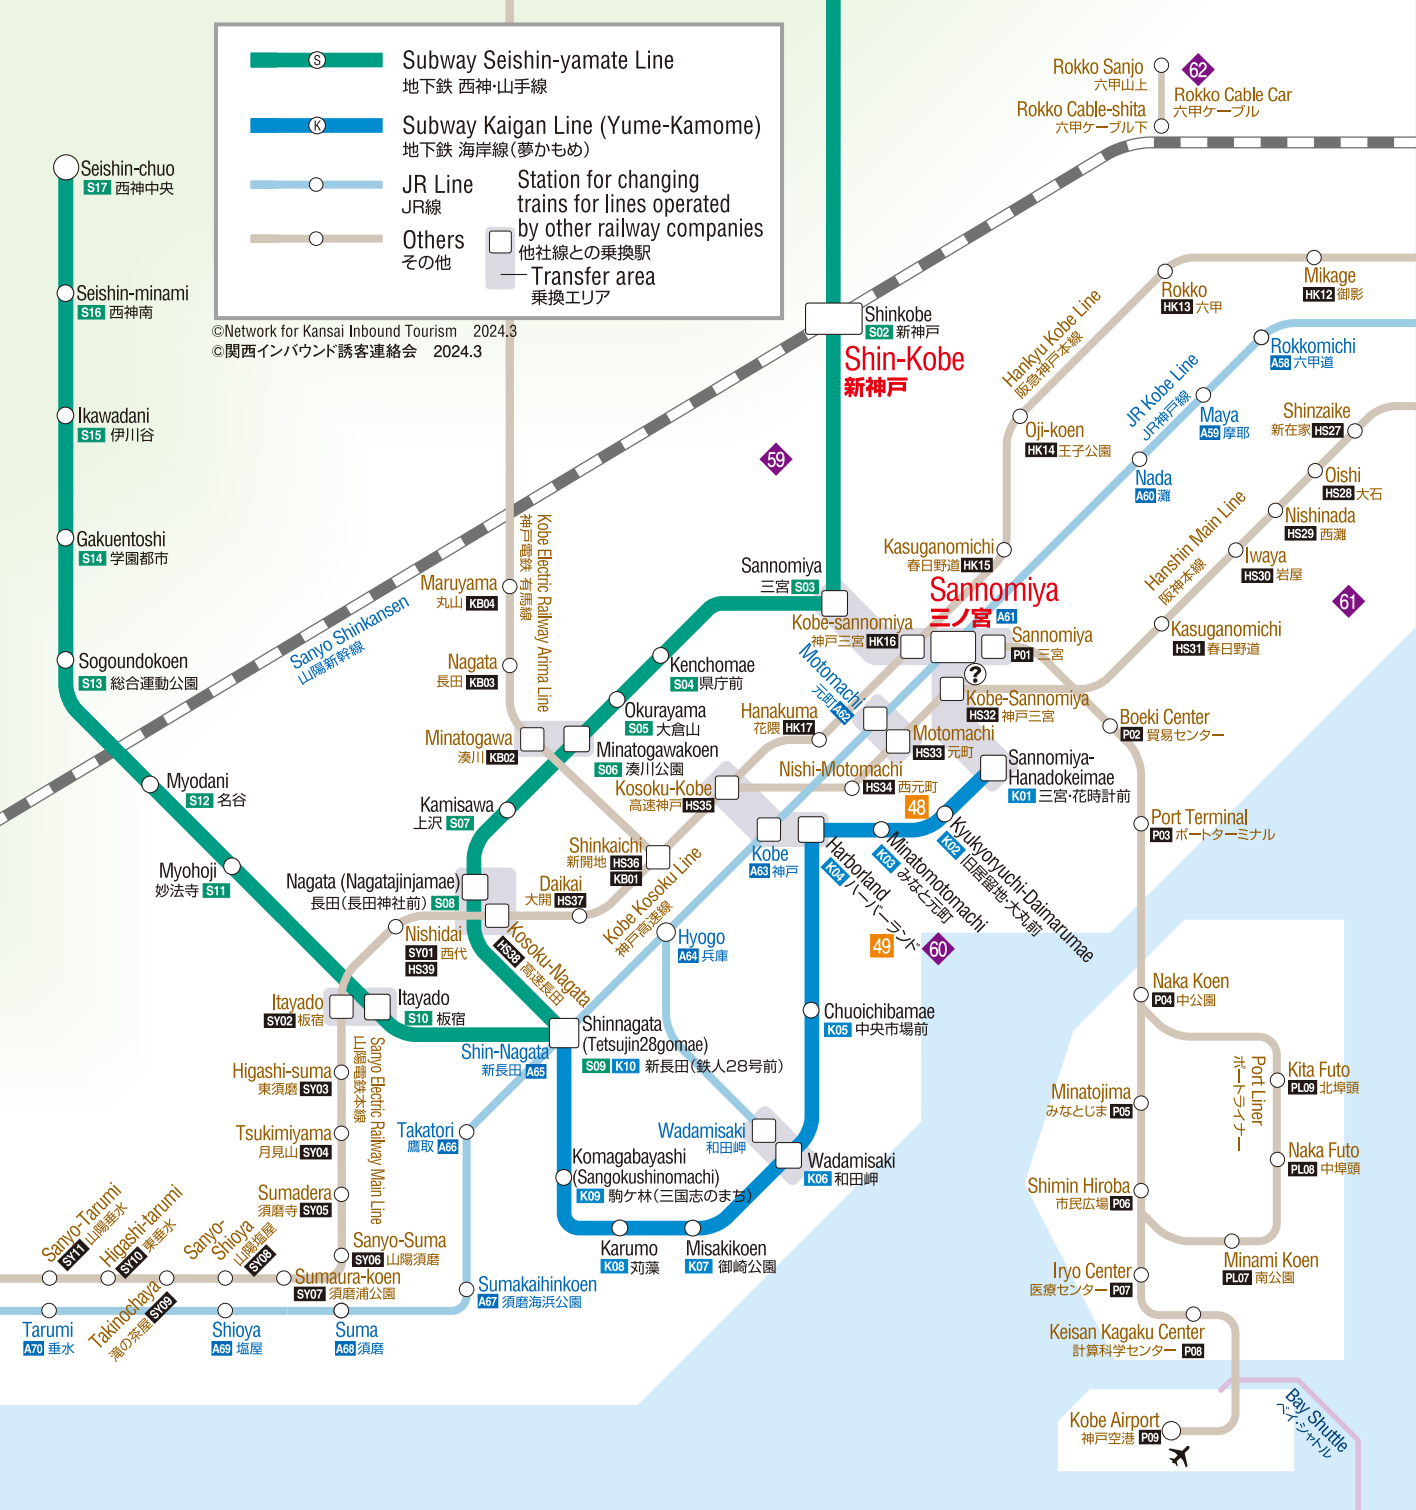 Subway Seishin-yamate Line
地下鉄 西神・山手線
S
Subway Kaigan Line (Yume-Kamome)
地下鉄 海岸線(夢かもめ)
K
JR Line
JR線
Others
その他
Station for changing
trains for lines operated
by other railway companies
他社線との乗換駅
Transfer area
乗換エリア
©Network for Kansai Inbound Tourism 2024.3
©関西インバウンド誘客連絡会 2024.3
Rokko Sanjo
六甲山上
62
Rokko Cable Car
六甲ケーブル
Rokko Cable-shita
六甲ケーブル下
Seishin-chuo
S17 西神中央
Seishin-minami
S16 西神南
Ikawadani
S15 伊川谷
Gakuentoshi
S14 学園都市
Sogoundokoen
S13 総合運動公園
Myodani
S12 名谷
Myohoji
妙法寺 S11
Itayado
S10 板宿
Itayado
SY02 板宿
Shinkobe
S02 新神戸
Shin-Kobe
新神戸
Mikage
HK12 御影
Rokko
HK13 六甲
Hankyu Kobe Line
阪急神戸本線
Oji-koen
HK14 王子公園
Kasuganomichi
春日野道 HK15
JR Kobe Line
JR神戸線
Rokkomichi
A58 六甲道
Maya
A59 摩耶
Nada
A60 灘
Shinzaike
新在家 HS27
Oishi
HS28 大石
Nishinada
HS29 西灘
Iwaya
HS30 岩屋
Hanshin Main Line
阪神本線
Kasuganomichi
HS31 春日野道
59
61
Sanyo Shinkansen
山陽新幹線
Kobe Electric Railway Arima Line
神戸電鉄 有馬線
Maruyama
丸山 KB04
Nagata
長田 KB03
Minatogawa
湊川 KB02
Sannomiya
三宮 S03
Kobe-sannomiya
神戸三宮 HK16
Sannomiya
三ノ宮 A61
Sannomiya
P01 三宮
?
Kobe-Sannomiya
HS32 神戸三宮
Motomachi
元町 A62
Motomachi
HS33 元町
Sannomiya-
Hanadokeimae
K01 三宮・花時計前
Kenchomae
S04 県庁前
Okurayama
S05 大倉山
Minatogawakoen
S06 湊川公園
Kamisawa
上沢 S07
Nagata (Nagatajinjamae)
長田(長田神社前) S08
Hanakuma
花隈 HK17
Nishi-Motomachi
HS34 西元町
Kosoku-Kobe
高速神戸 HS35
Shinkaichi
新開地 HS36
KB01
Daikai
大開 HS37
Kosoku-Nagata
HS38 高速長田
Nishidai
SY01 西代
HS39
Kobe Kosoku Line
神戸高速線
Kobe
A63 神戸
48
Kyukyoryuchi-Daimarumae
K02 旧居留地・大丸前
Minatomotomachi
K03 みなと元町
Harborland
K04 ハーバーランド
49
60
Hyogo
A64 兵庫
Chuoichibamae
K05 中央市場前
Shinnagata
(Tetsujin28gomae)
S09 K10 新長田(鉄人28号前)
Shin-Nagata
新長田 A65
Wadamisaki
和田岬
Wadamisaki
K06 和田岬
Misakikoen
K07 御崎公園
Karumo
K08 苅藻
Komagabayashi
(Sangokushinomachi)
K09 駒ケ林(三国志のまち)
Takatori
鷹取 A66
Sumakaihinkoen
A67 須磨海浜公園
Suma
A68 須磨
Shioya
A69 塩屋
Tarumi
A70 垂水
Sanyo Electric Railway Main Line
山陽電鉄本線
Higashi-suma
東須磨 SY03
Tsukimiyama
月見山 SY04
Sumadera
須磨寺 SY05
Sanyo-Suma
SY06 山陽須磨
Sumaura-koen
SY07 須磨浦公園
Sanyo-
Shioya
山陽塩屋
SY08
Takinochaya
滝の茶屋 SY09
Higashi-tarumi
SY10 東垂水
Sanyo-Tarumi
SY11 山陽垂水
Boeki Center
P02 貿易センター
Port Terminal
P03 ポートターミナル
Naka Koen
P04 中公園
Minatojima
みなとじま P05
Shimin Hiroba
市民広場 P06
Iryo Center
医療センター P07
Keisan Kagaku Center
計算科学センター P08
Kobe Airport
神戸空港 P09
Port Liner
ポートライナー
Kita Futo
PL09 北埠頭
Naka Futo
PL08 中埠頭
Minami Koen
PL07 南公園
Bay Shuttle
ベイ・シャトル